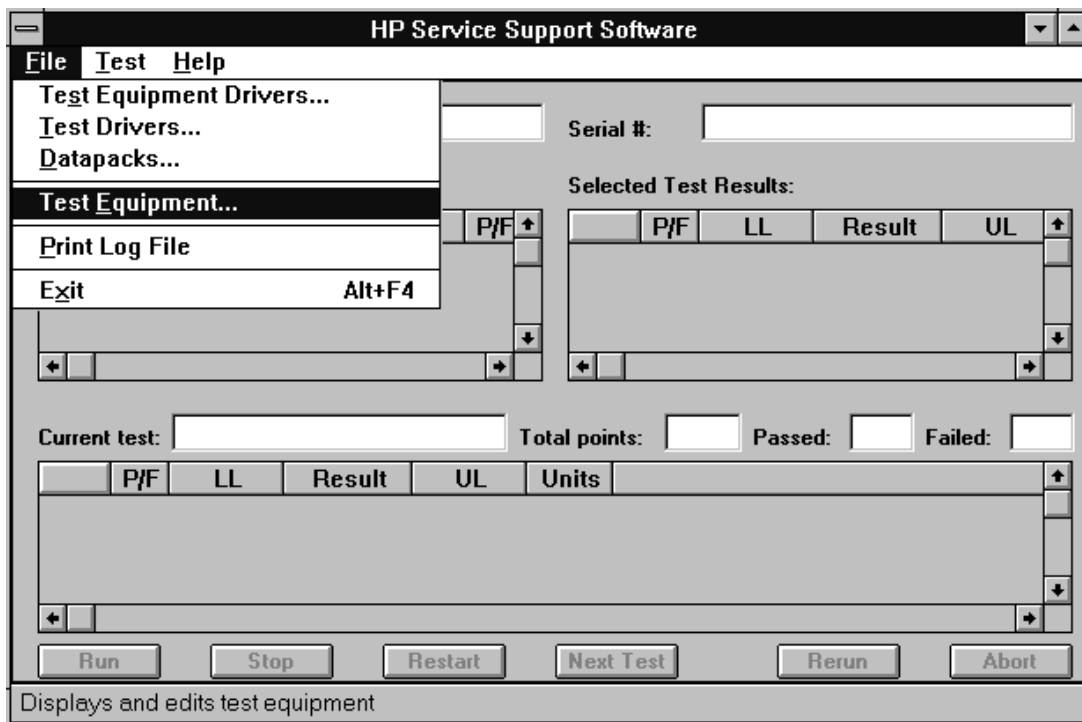 HP Service Support Software
File Test Help
Test Equipment Drivers...
Test Drivers...
Datapacks...
Test Equipment...
Print Log File
Exit Alt+F4
Serial #:
Selected Test Results:
P/F
P/F LL Result UL
Current test: Total points: Passed: Failed:
P/F LL Result UL Units
Run Stop Restart Next Test Rerun Abort
Displays and edits test equipment